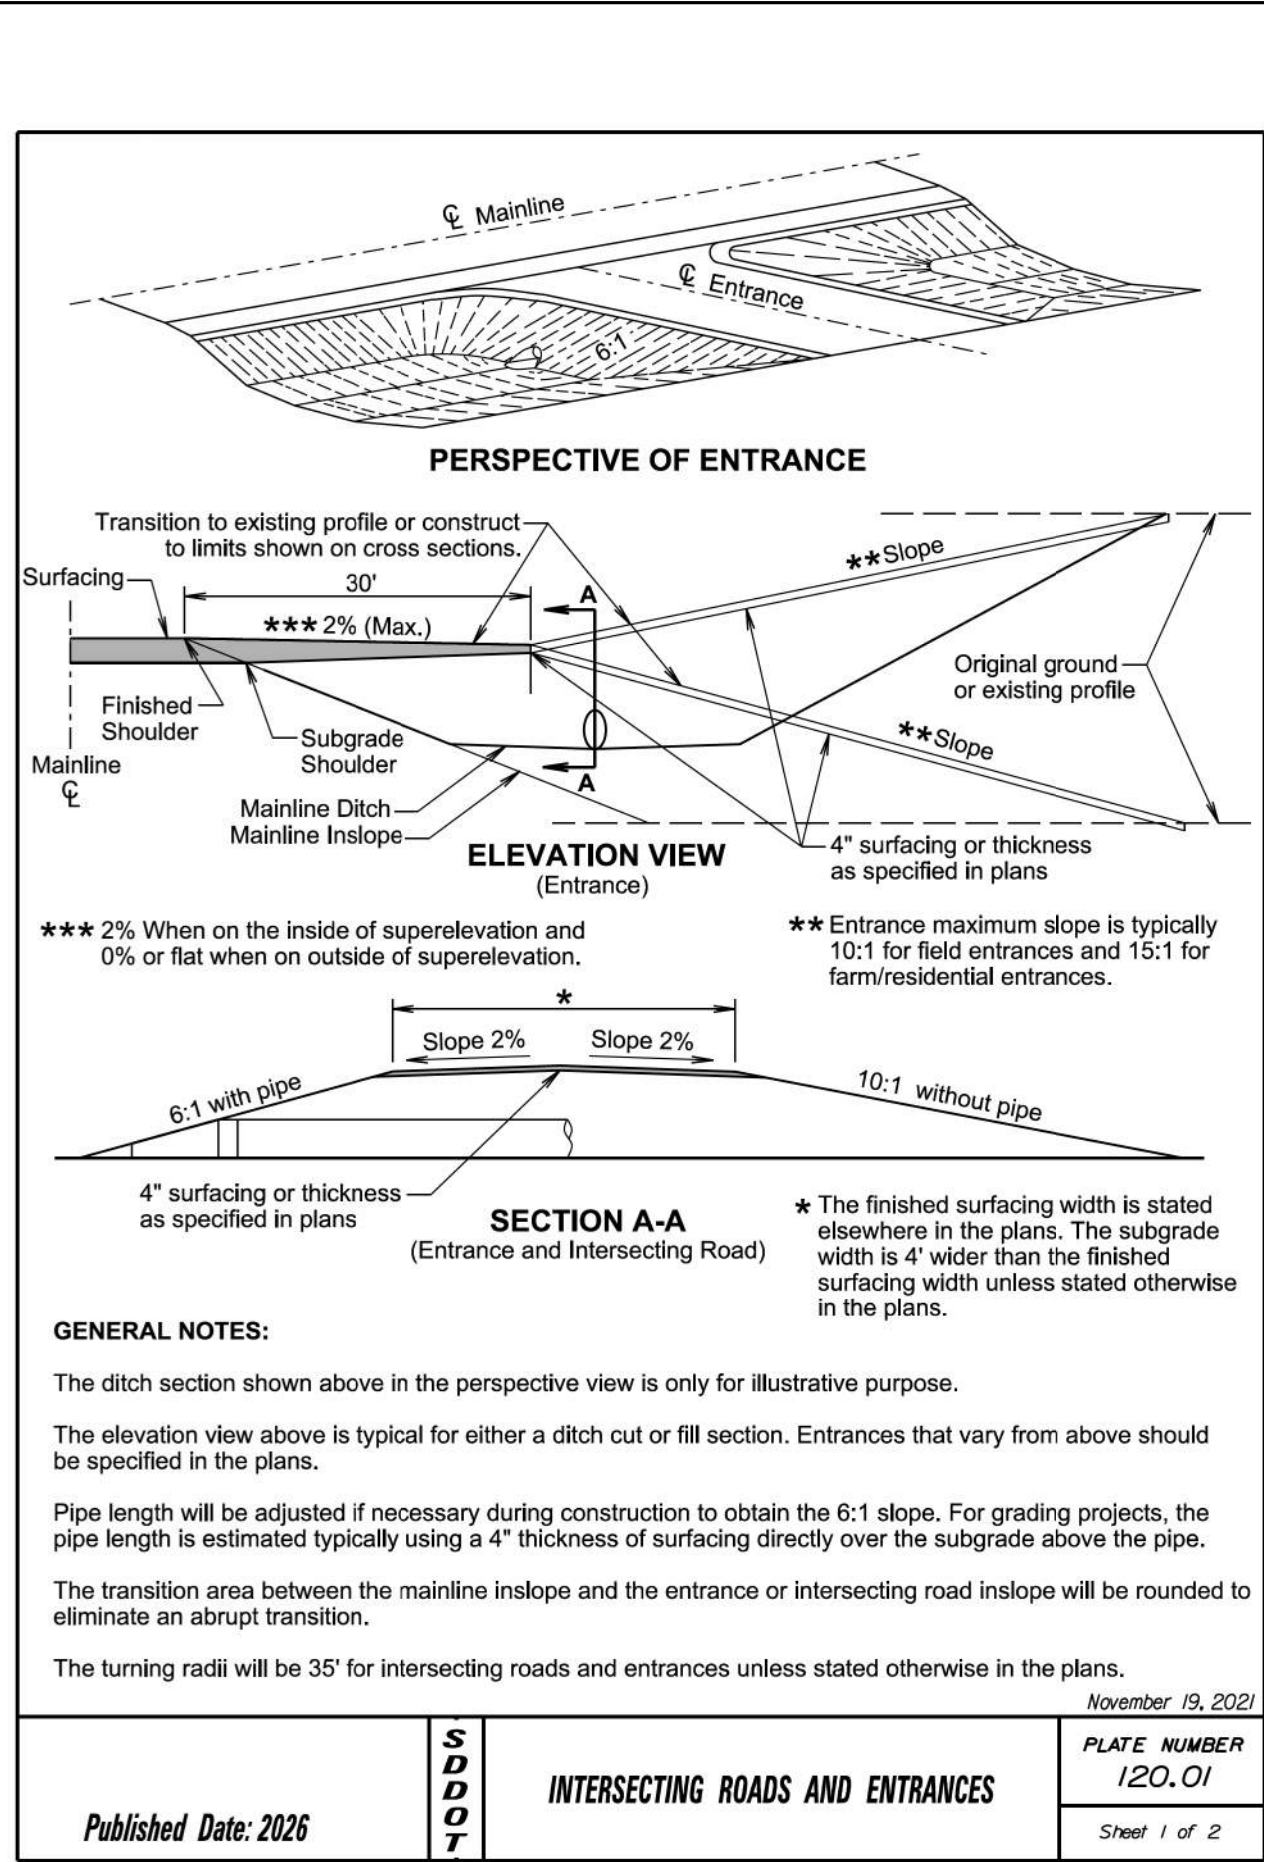 ℄ Mainline
℄ Entrance
6:1
PERSPECTIVE OF ENTRANCE
Transition to existing profile or construct
to limits shown on cross sections.
Surfacing
30'
*** 2% (Max.)
A
**Slope
Finished
Shoulder
Subgrade
Shoulder
Original ground
or existing profile
**Slope
Mainline
℄
A
Mainline Ditch
Mainline Inslope
4" surfacing or thickness
as specified in plans
ELEVATION VIEW
(Entrance)
*** 2% When on the inside of superelevation and
0% or flat when on outside of superelevation.
** Entrance maximum slope is typically
10:1 for field entrances and 15:1 for
farm/residential entrances.
*
Slope 2%
Slope 2%
6:1 with pipe
10:1 without pipe
4" surfacing or thickness
as specified in plans
SECTION A-A
(Entrance and Intersecting Road)
* The finished surfacing width is stated
elsewhere in the plans. The subgrade
width is 4' wider than the finished
surfacing width unless stated otherwise
in the plans.
GENERAL NOTES:
The ditch section shown above in the perspective view is only for illustrative purpose.
The elevation view above is typical for either a ditch cut or fill section. Entrances that vary from above should
be specified in the plans.
Pipe length will be adjusted if necessary during construction to obtain the 6:1 slope. For grading projects, the
pipe length is estimated typically using a 4" thickness of surfacing directly over the subgrade above the pipe.
The transition area between the mainline inslope and the entrance or intersecting road inslope will be rounded to
eliminate an abrupt transition.
The turning radii will be 35' for intersecting roads and entrances unless stated otherwise in the plans.
November 19, 2021
Published Date: 2026
S
D
D
O
T
INTERSECTING ROADS AND ENTRANCES
PLATE NUMBER
120.01
Sheet 1 of 2